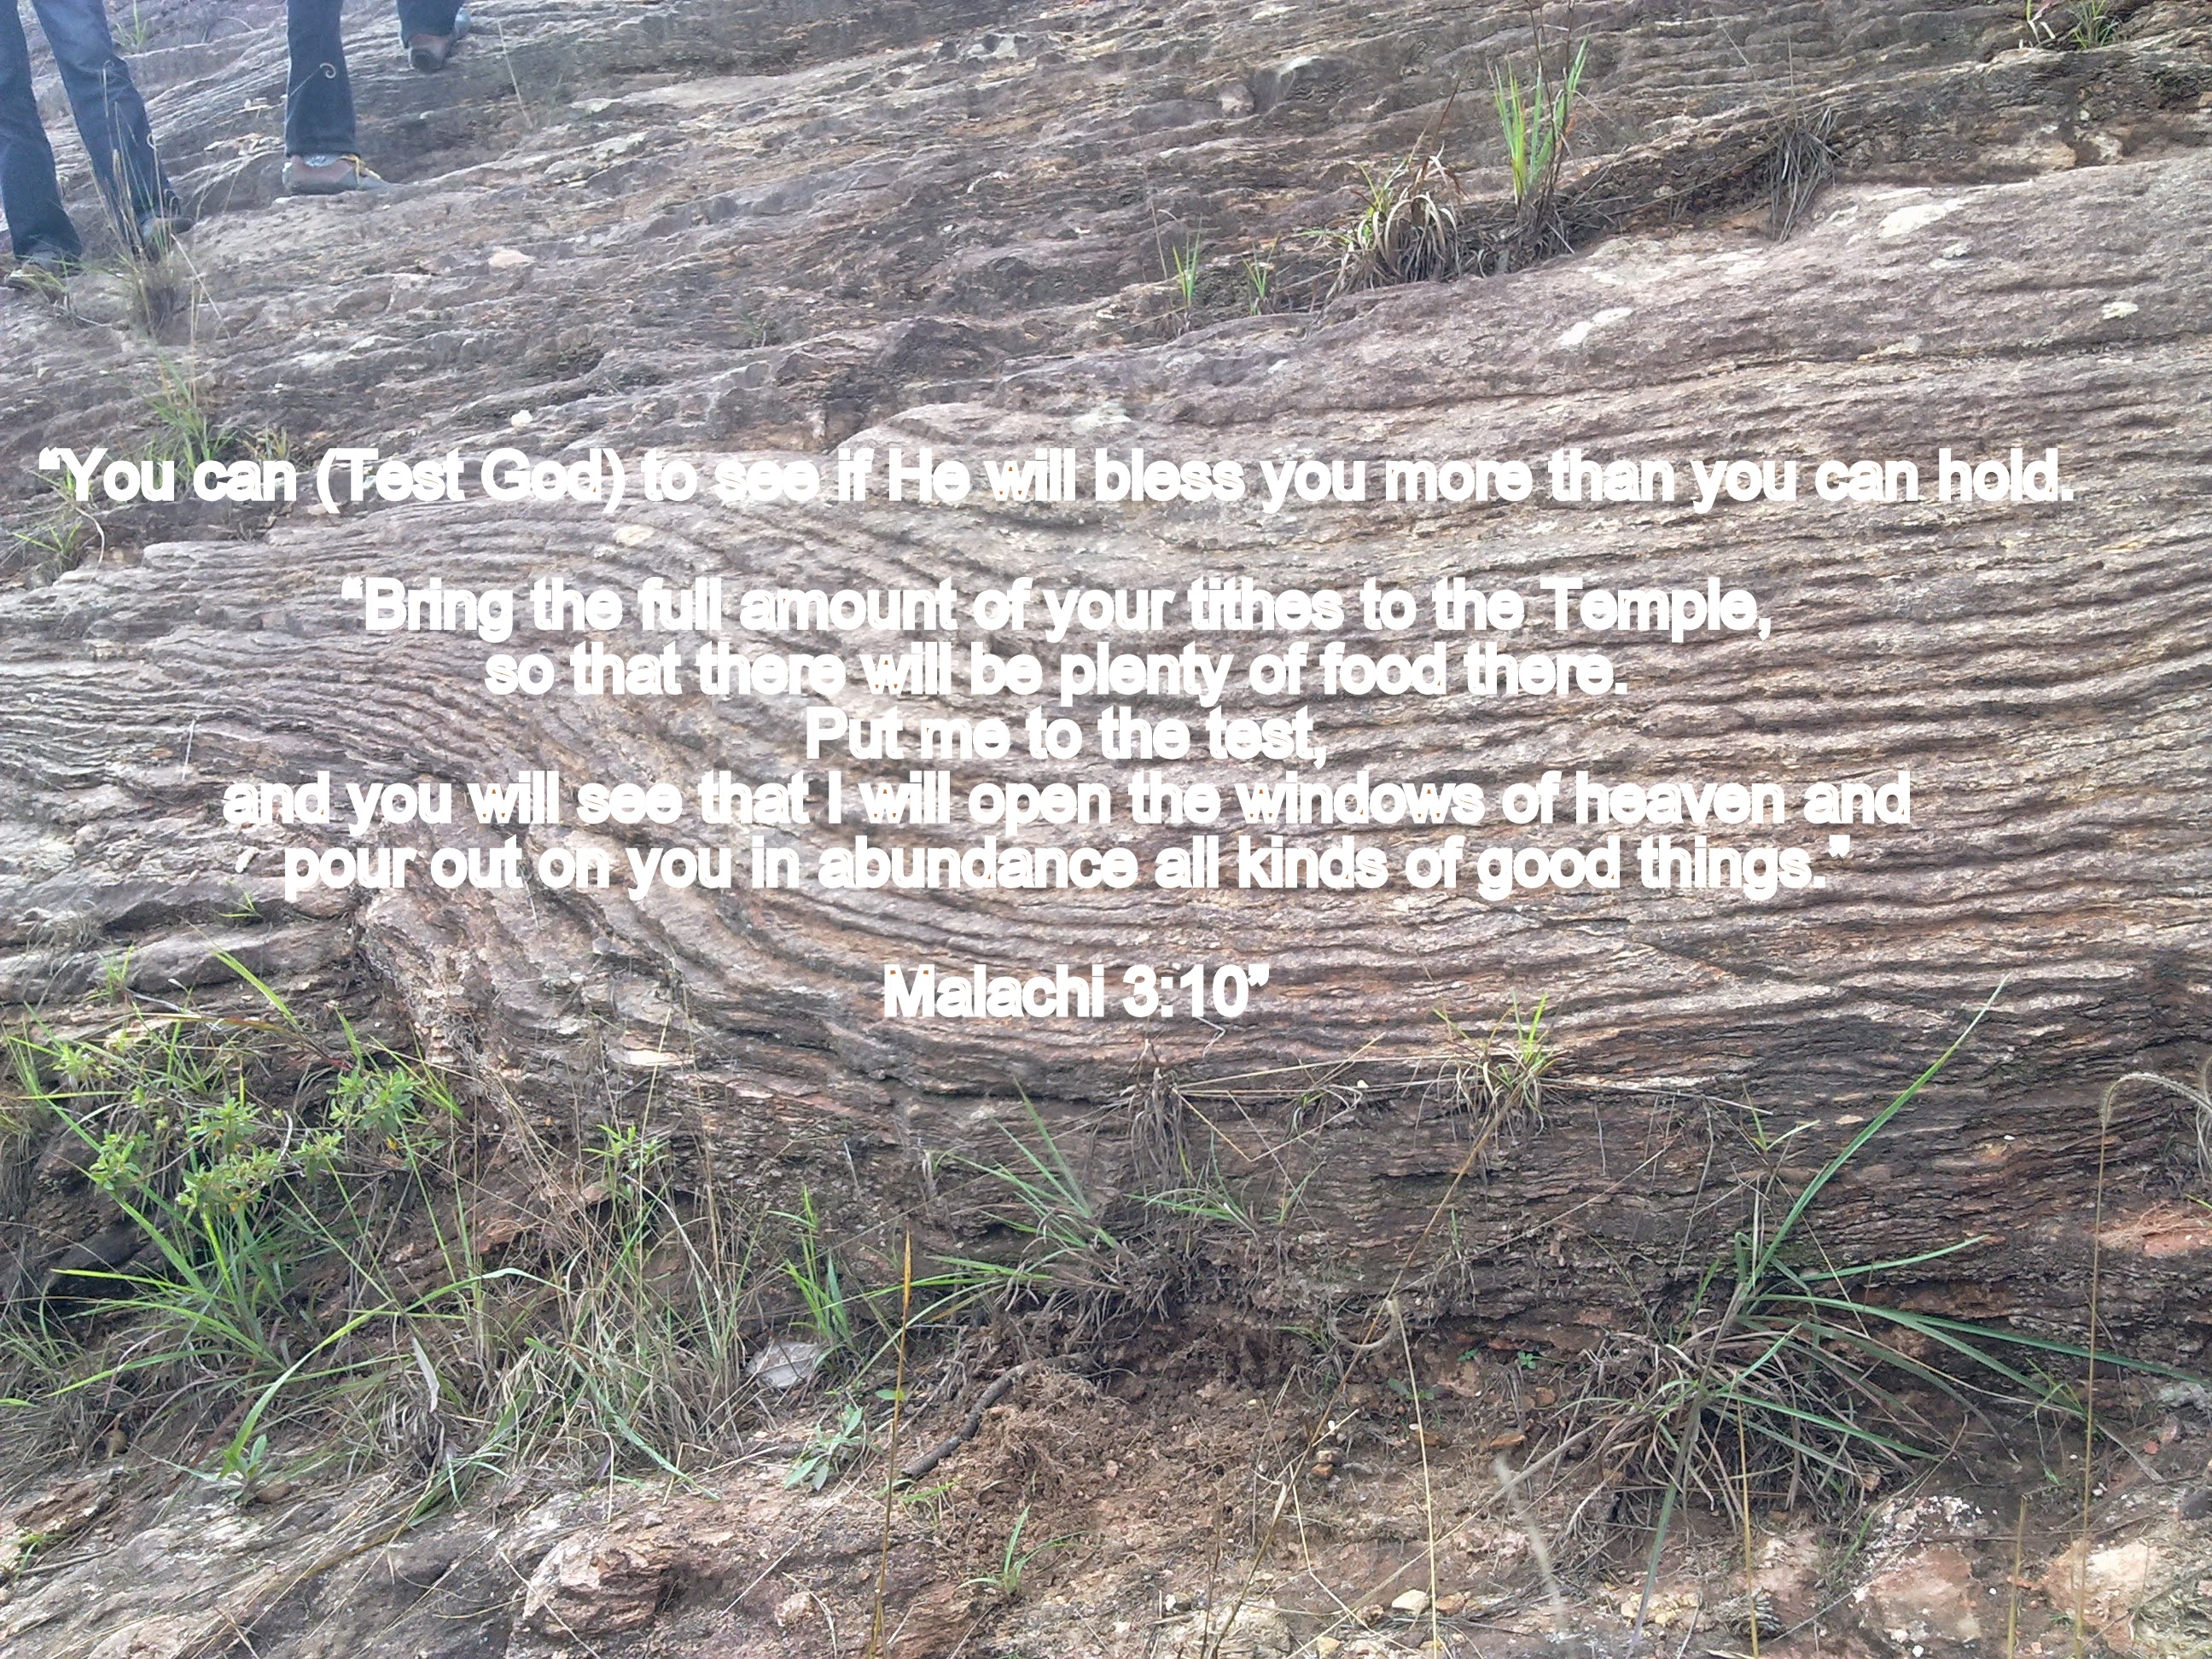 “You can (Test God) to see if He will bless you more than you can hold.
“Bring the full amount of your tithes to the Temple,
so that there will be plenty of food there.
Put me to the test,
and you will see that I will open the windows of heaven and
pour out on you in abundance all kinds of good things.”
Malachi 3:10”